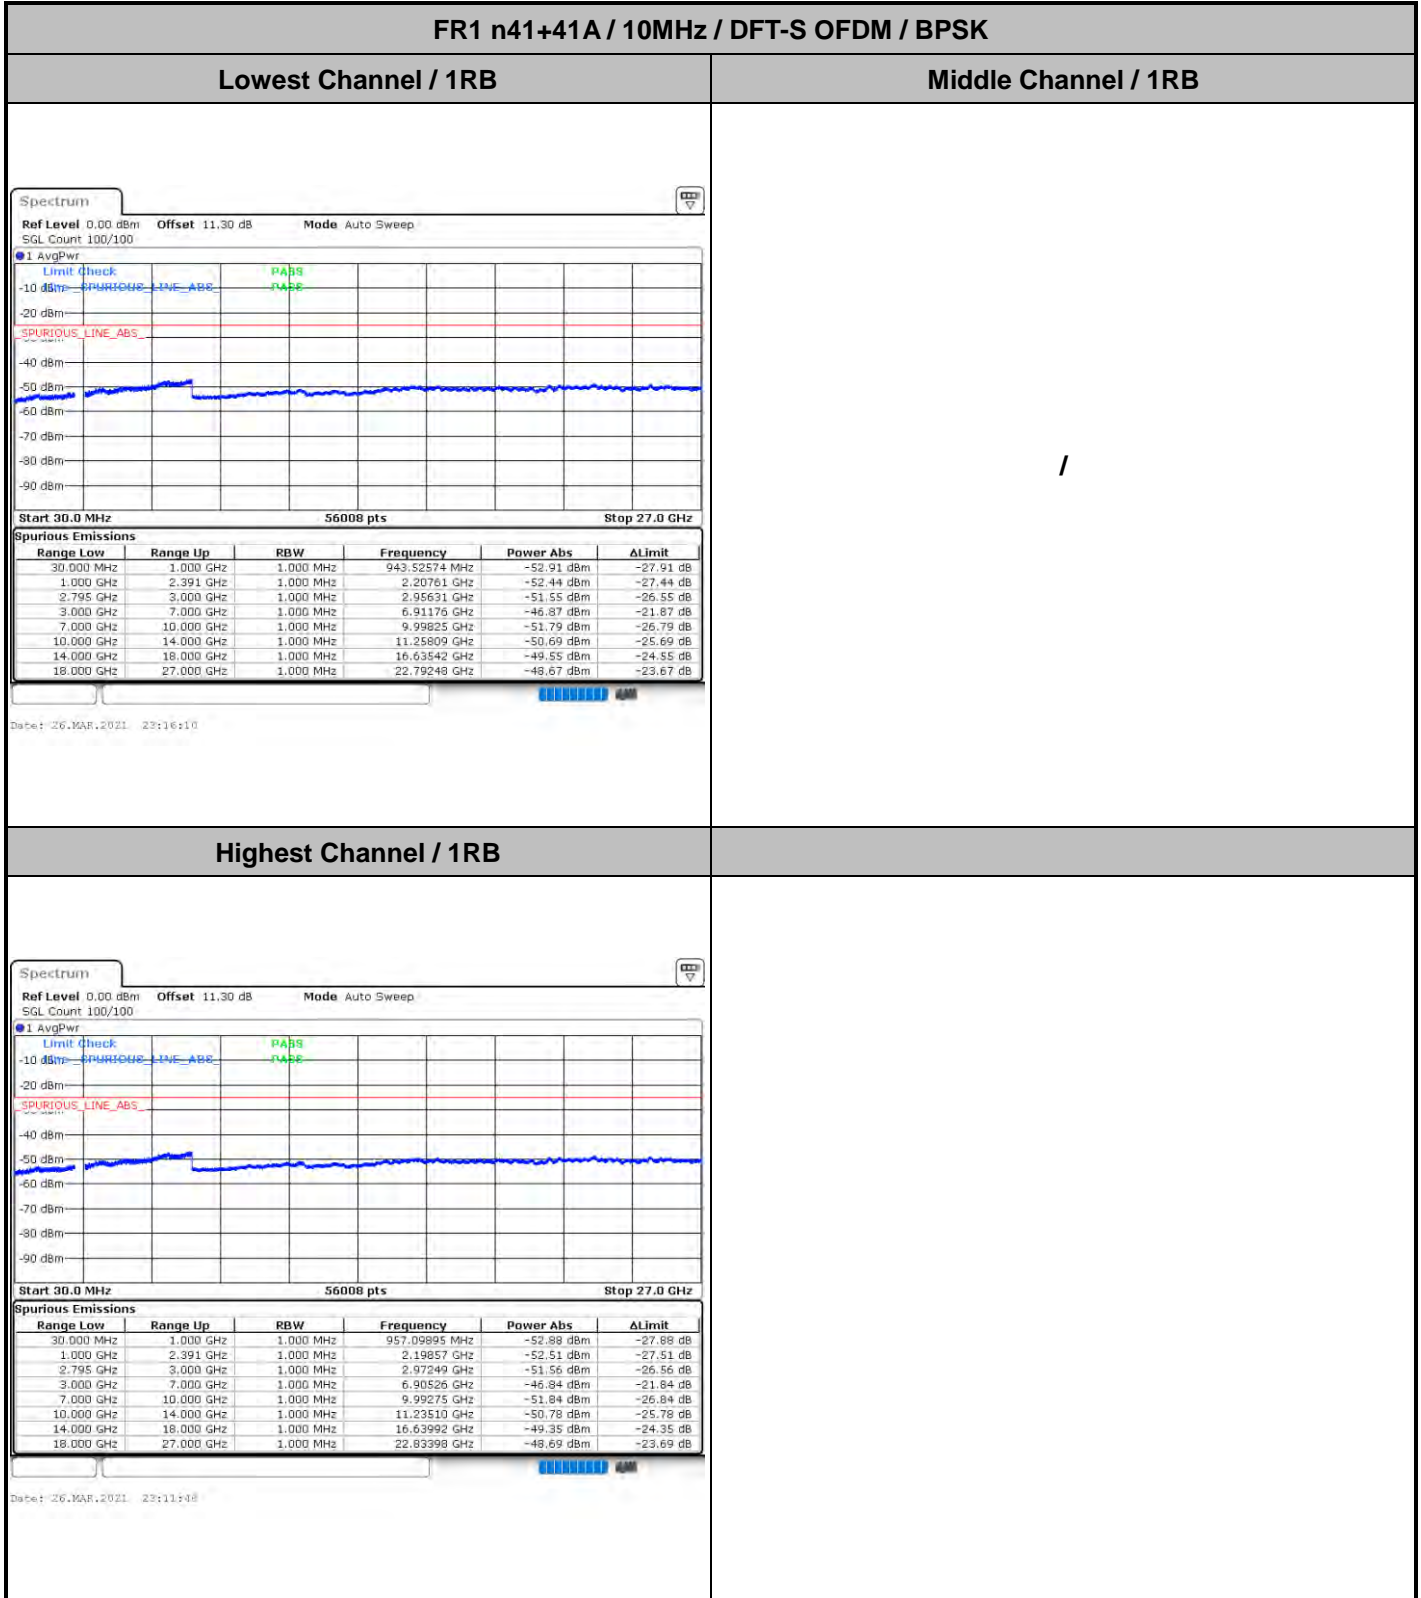 FR1 n41+41A / 10MHz / DFT-S OFDM / BPSK
Lowest Channel / 1RB Middle Channel / 1RB
Spectrum
Ref Level 0.00 dBm Offset 11.30 dB Mode Auto Sweep
SGL Count 100/100
1 AvgPwr
Limit Check PASS
-10 dBm _SPURIOUS_LINE_ABS_ PASS
-20 dBm
_SPURIOUS_LINE_ABS_
-40 dBm
-50 dBm
-60 dBm
-70 dBm
-80 dBm
-90 dBm
Start 30.0 MHz 56008 pts Stop 27.0 GHz
Spurious Emissions
Range Low Range Up RBW Frequency Power Abs ΔLimit
30.000 MHz 1.000 GHz 1.000 MHz 943.52574 MHz -52.91 dBm -27.91 dB
1.000 GHz 2.391 GHz 1.000 MHz 2.20761 GHz -52.44 dBm -27.44 dB
2.795 GHz 3.000 GHz 1.000 MHz 2.95631 GHz -51.55 dBm -26.55 dB
3.000 GHz 7.000 GHz 1.000 MHz 6.91176 GHz -46.87 dBm -21.87 dB
7.000 GHz 10.000 GHz 1.000 MHz 9.99825 GHz -51.79 dBm -26.79 dB
10.000 GHz 14.000 GHz 1.000 MHz 11.25809 GHz -50.69 dBm -25.69 dB
14.000 GHz 18.000 GHz 1.000 MHz 16.63542 GHz -49.55 dBm -24.55 dB
18.000 GHz 27.000 GHz 1.000 MHz 22.79248 GHz -48.67 dBm -23.67 dB
Date: 26.MAR.2021 23:16:10
/
Highest Channel / 1RB
Spectrum
Ref Level 0.00 dBm Offset 11.30 dB Mode Auto Sweep
SGL Count 100/100
1 AvgPwr
Limit Check PASS
-10 dBm _SPURIOUS_LINE_ABS_ PASS
-20 dBm
_SPURIOUS_LINE_ABS_
-40 dBm
-50 dBm
-60 dBm
-70 dBm
-80 dBm
-90 dBm
Start 30.0 MHz 56008 pts Stop 27.0 GHz
Spurious Emissions
Range Low Range Up RBW Frequency Power Abs ΔLimit
30.000 MHz 1.000 GHz 1.000 MHz 957.09895 MHz -52.88 dBm -27.88 dB
1.000 GHz 2.391 GHz 1.000 MHz 2.19857 GHz -52.51 dBm -27.51 dB
2.795 GHz 3.000 GHz 1.000 MHz 2.97249 GHz -51.56 dBm -26.56 dB
3.000 GHz 7.000 GHz 1.000 MHz 6.90526 GHz -46.84 dBm -21.84 dB
7.000 GHz 10.000 GHz 1.000 MHz 9.99275 GHz -51.84 dBm -26.84 dB
10.000 GHz 14.000 GHz 1.000 MHz 11.23510 GHz -50.78 dBm -25.78 dB
14.000 GHz 18.000 GHz 1.000 MHz 16.63992 GHz -49.35 dBm -24.35 dB
18.000 GHz 27.000 GHz 1.000 MHz 22.83398 GHz -48.69 dBm -23.69 dB
Date: 26.MAR.2021 23:11:48